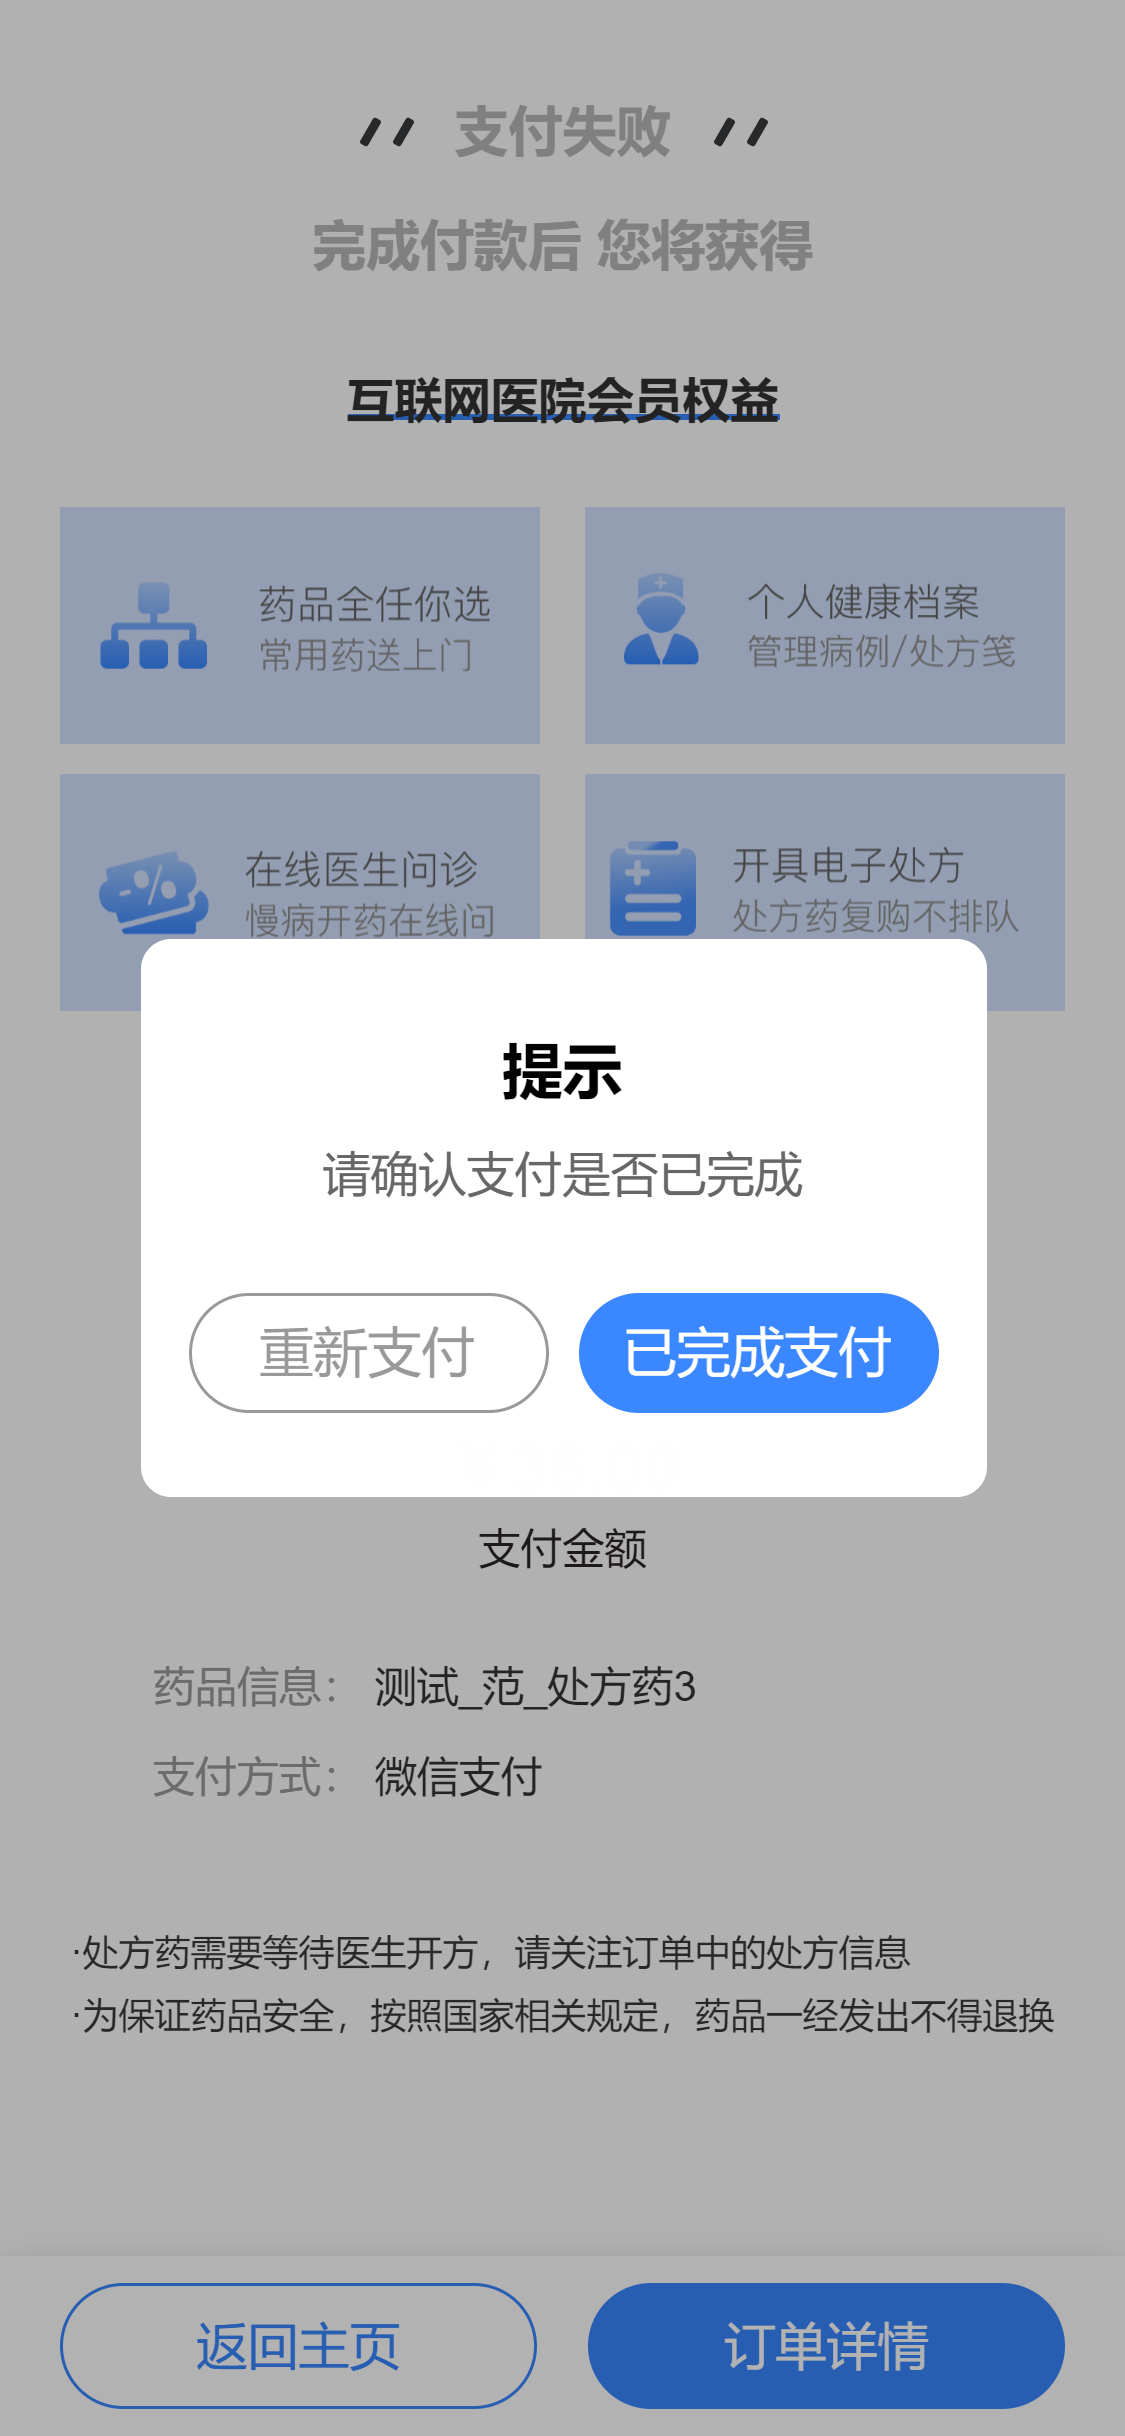 支付失败
完成付款后 您将获得
互联网医院会员权益
药品全任你选
常用药送上门
个人健康档案
管理病例/处方笺
在线医生问诊
慢病开药在线问
开具电子处方
处方药复购不排队
提示
请确认支付是否已完成
重新支付
已完成支付
支付金额
药品信息： 测试_范_处方药3
支付方式： 微信支付
·处方药需要等待医生开方，请关注订单中的处方信息
·为保证药品安全，按照国家相关规定，药品一经发出不得退换
返回主页
订单详情